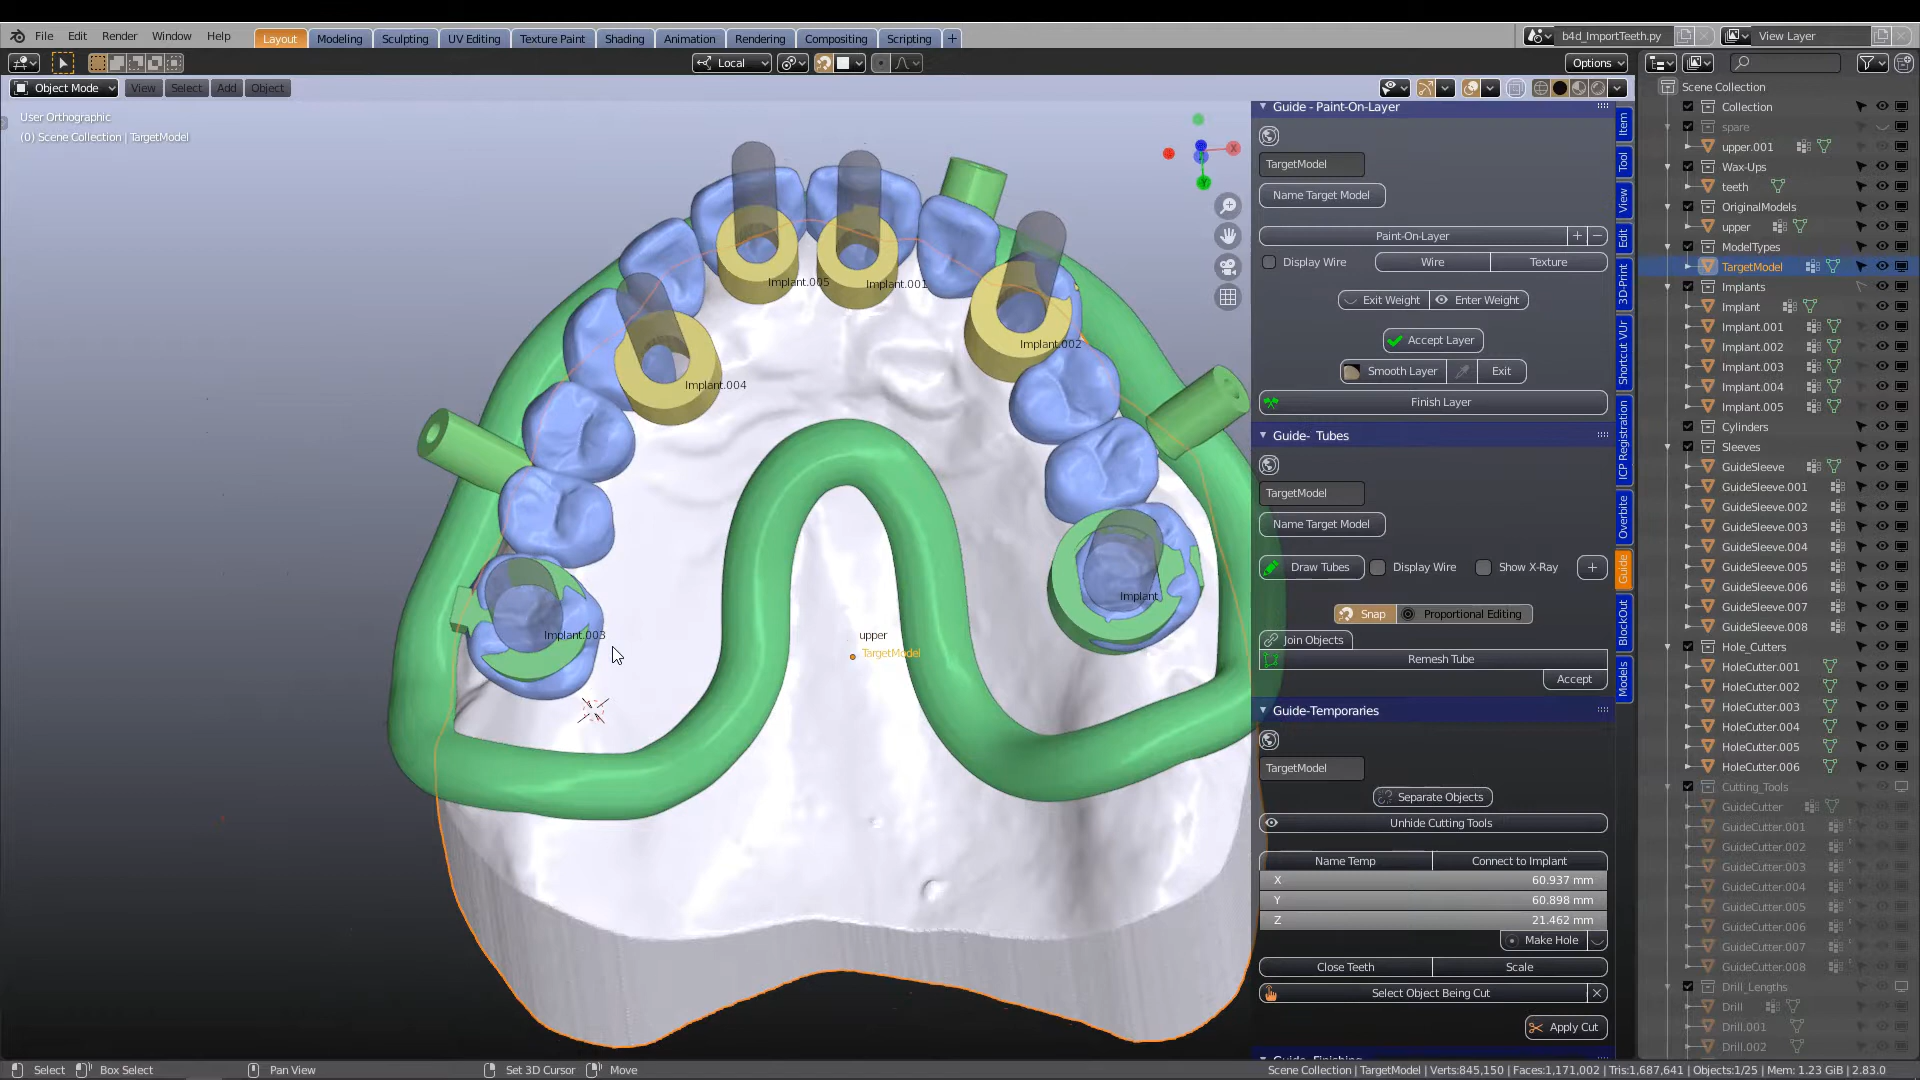 File Edit Render Window Help
Layout Modeling Sculpting UV Editing Texture Paint Shading Animation Rendering Compositing Scripting +
b4d_ImportTeeth.py
View Layer
Local
Options
Object Mode View Select Add Object
User Orthographic
(0) Scene Collection | TargetModel
X
Y
Implant.005
Implant.001
Implant.002
Implant.004
Implant
Implant.003
upper
TargetModel
Guide - Paint-On-Layer
TargetModel
Name Target Model
Paint-On-Layer + −
Display Wire Wire Texture
Exit Weight Enter Weight
Accept Layer
Smooth Layer Exit
Finish Layer
Guide- Tubes
TargetModel
Name Target Model
Draw Tubes Display Wire Show X-Ray +
Snap Proportional Editing
Join Objects
Remesh Tube
Accept
Guide-Temporaries
TargetModel
Separate Objects
Unhide Cutting Tools
Name Temp Connect to Implant
X 60.937 mm
Y 60.898 mm
Z 21.462 mm
Make Hole
Close Teeth Scale
Select Object Being Cut
Apply Cut
Guide-Finishing
Item
Tool
View
Edit
3D-Print
Shortcut VUr
ICP Registration
Overbite
Guide
BlockOut
Models
Scene Collection
Collection
spare
upper.001
Wax-Ups
teeth
OriginalModels
upper
ModelTypes
TargetModel
Implants
Implant
Implant.001
Implant.002
Implant.003
Implant.004
Implant.005
Cylinders
Sleeves
GuideSleeve
GuideSleeve.001
GuideSleeve.002
GuideSleeve.003
GuideSleeve.004
GuideSleeve.005
GuideSleeve.006
GuideSleeve.007
GuideSleeve.008
Hole_Cutters
HoleCutter.001
HoleCutter.002
HoleCutter.003
HoleCutter.004
HoleCutter.005
HoleCutter.006
Cutting_Tools
GuideCutter
GuideCutter.001
GuideCutter.002
GuideCutter.003
GuideCutter.004
GuideCutter.005
GuideCutter.006
GuideCutter.007
GuideCutter.008
Drill_Lengths
Drill
Drill.001
Drill.002
Select Box Select Pan View Set 3D Cursor Move
Scene Collection | TargetModel | Verts:845,150 | Faces:1,171,002 | Tris:1,687,641 | Objects:1/25 | Mem: 1.23 GiB | 2.83.0